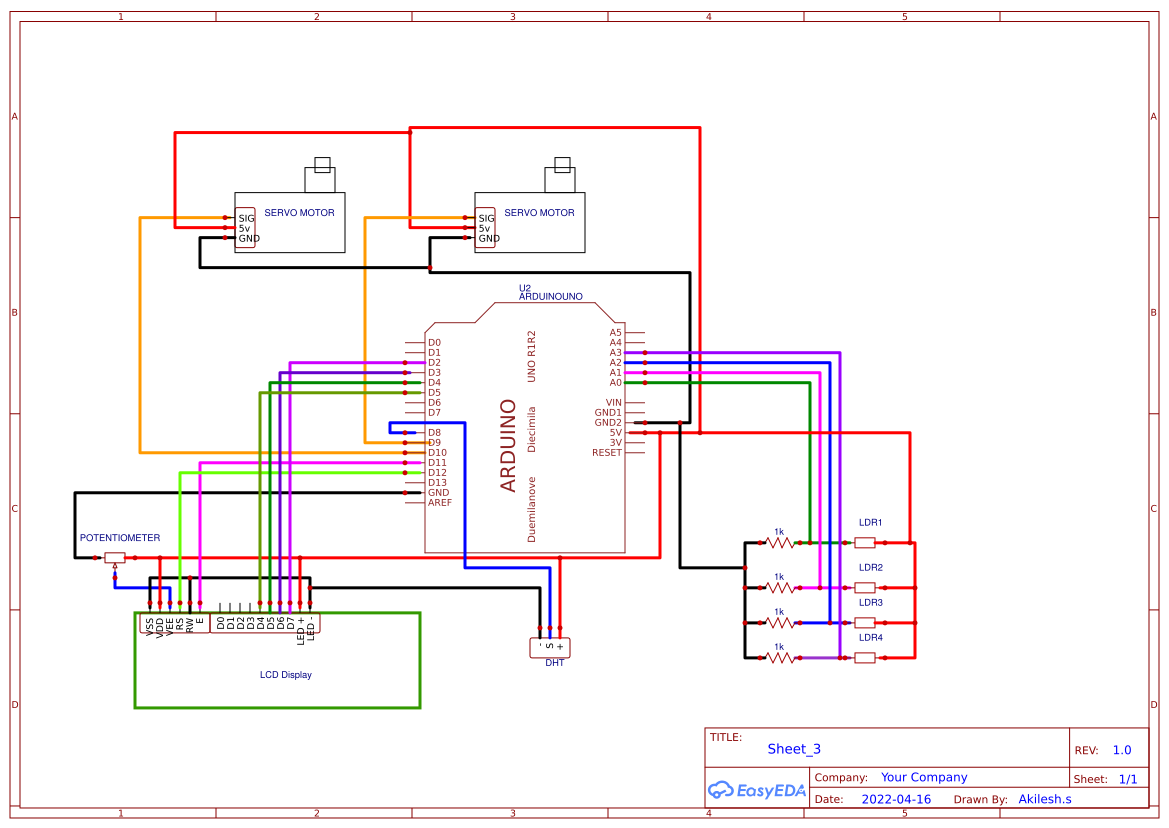 1 2 3 4 5
A A
SERVO MOTOR SERVO MOTOR
SIG SIG
5v 5v
GND GND
U2
ARDUINOUNO
B B
D0
D1
D2
D3
D4
D5
D6
D7
D8
D9
D10
D11
D12
D13
GND
AREF
ARDUINO
UNO R1R2
Diecimila
Duemilanove
A5
A4
A3
A2
A1
A0
VIN
GND1
GND2
5V
3V
RESET
C C
POTENTIOMETER
1k LDR1
1k LDR2
1k LDR3
1k LDR4
VSS VDD VEE RS RW E D0 D1 D2 D3 D4 D5 D6 D7 LED + LED -
LCD Display
- S +
DHT
D D
TITLE:
Sheet_3
REV: 1.0
EasyEDA
Company: Your Company
Sheet: 1/1
Date: 2022-04-16 Drawn By: Akilesh.s
1 2 3 4 5